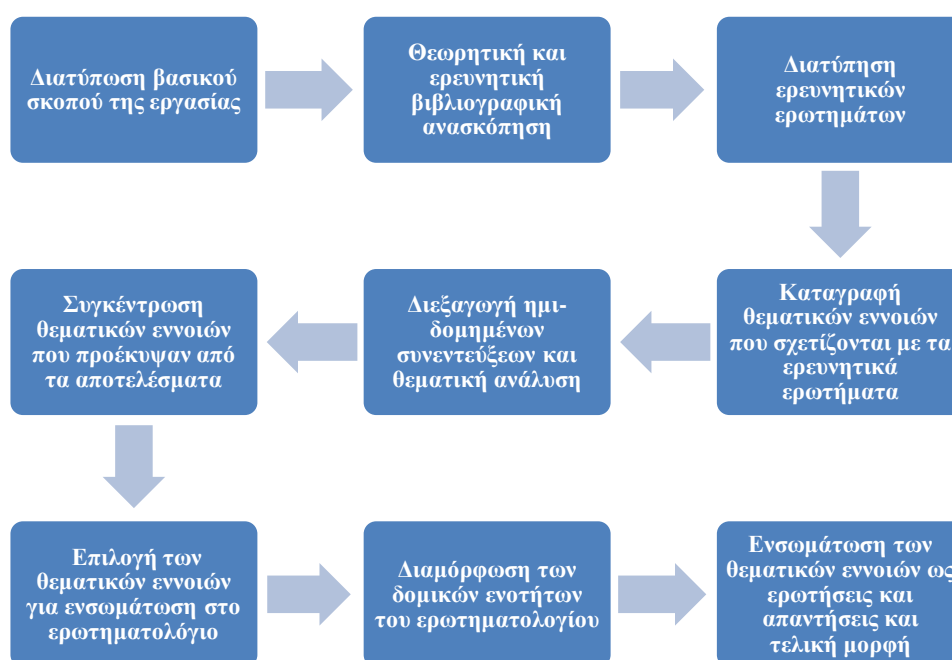 Διατύπωση βασικού
σκοπού της εργασίας
Θεωρητική και
ερευνητική
βιβλιογραφική
ανασκόπηση
Διατύπηση
ερευνητικών
ερωτημάτων
Καταγραφή
θεματικών εννοιών
που σχετίζονται με τα
ερευνητικά
ερωτήματα
Διεξαγωγή ημι-
δομημένων
συνεντεύξεων και
θεματική ανάλυση
Συγκέντρωση
θεματικών εννοιών
που προέκυψαν από
τα αποτελέσματα
Επιλογή των
θεματικών εννοιών
για ενσωμάτωση στο
ερωτηματολόγιο
Διαμόρφωση των
δομικών ενοτήτων
του ερωτηματολογίου
Ενσωμάτωση των
θεματικών εννοιών ως
ερωτήσεις και
απαντήσεις και
τελική μορφή